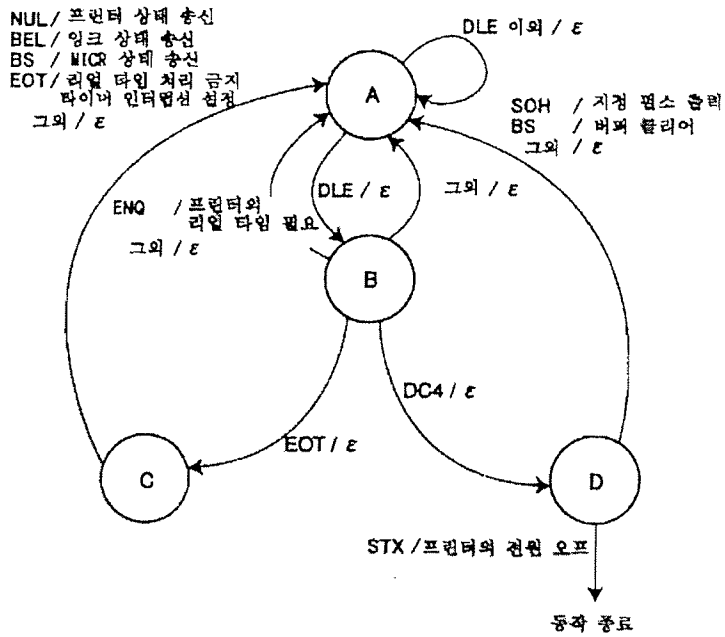 NUL / 프린터 상태 송신
BEL / 잉크 상태 송신
BS / MICR 상태 송신
EOT / 리얼 타임 처리 금지
타이머 인터럽션 설정
그외 / ε
DLE 이외 / ε
A
SOH / 지정 펄스 출력
BS / 버퍼 클리어
그외 / ε
ENQ / 프린터의
리얼 타임 필요
그외 / ε
DLE / ε
그외 / ε
B
EOT / ε
DC4 / ε
C
D
STX / 프린터의 전원 오프
동작 종료